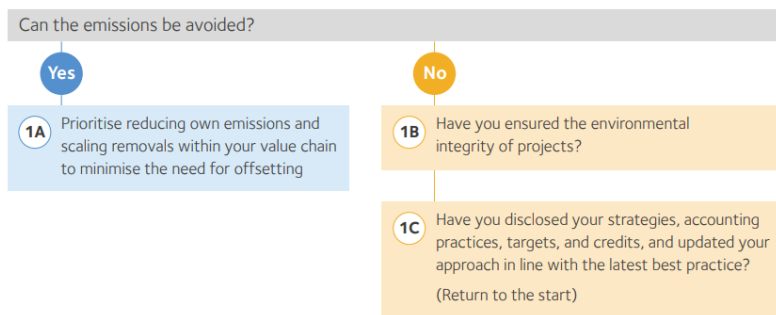 Can the emissions be avoided?
Yes
No
1A
Prioritise reducing own emissions and
scaling removals within your value chain
to minimise the need for offsetting
1B
Have you ensured the environmental
integrity of projects?
1C
Have you disclosed your strategies, accounting
practices, targets, and credits, and updated your
approach in line with the latest best practice?
(Return to the start)